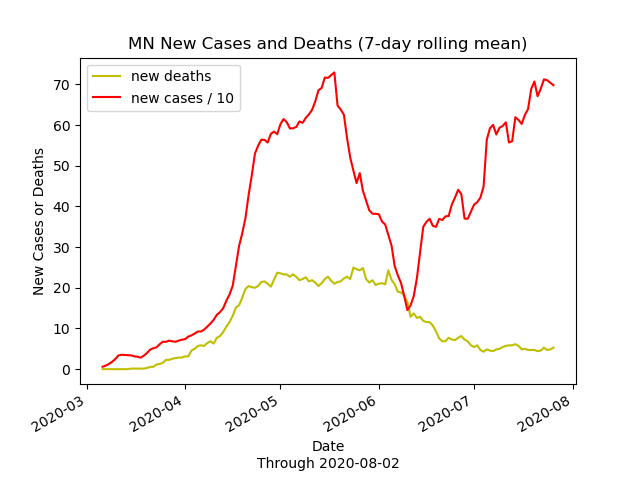 MN New Cases and Deaths (7-day rolling mean)
new deaths
new cases / 10
New Cases or Deaths
70
60
50
40
30
20
10
0
2020-03
2020-04
2020-05
2020-06
2020-07
2020-08
Date
Through 2020-08-02